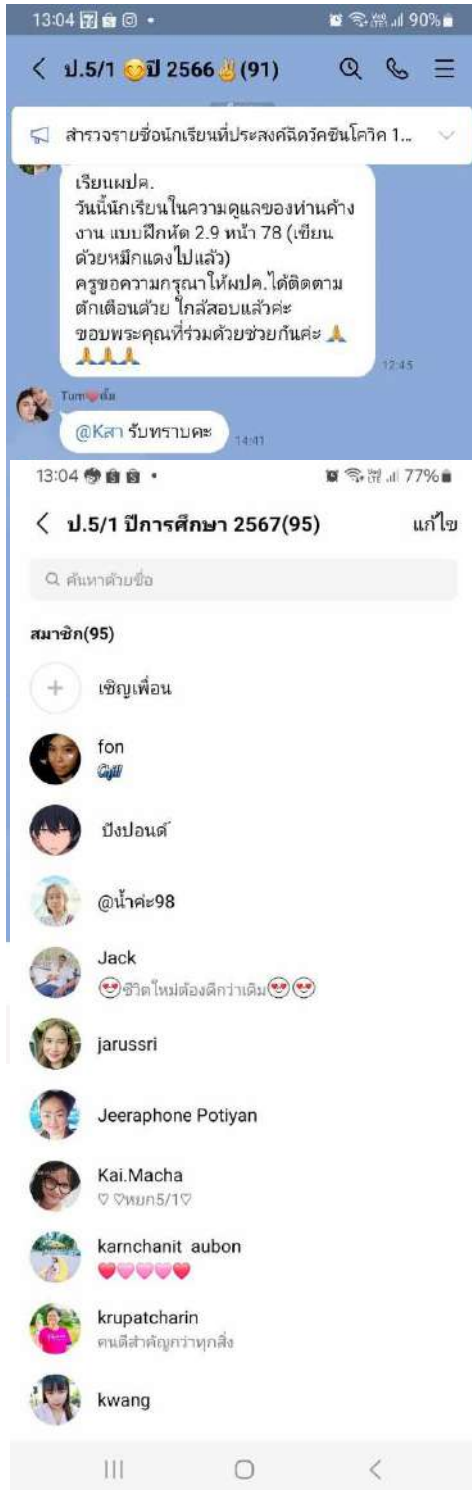 13:04 90%
ป.5/1 😊ปี 2566✌(91)
สำรวจรายชื่อนักเรียนที่ประสงค์ฉีดวัคซีนโควิด 1...
เรียนผปค.
วันนี้นักเรียนในความดูแลของท่านค้าง
งาน แบบฝึกหัด 2.9 หน้า 78 (เขียน
ด้วยหมึกแดงไปแล้ว)
ครูขอความกรุณาให้ผปค.ได้ติดตาม
ตักเตือนด้วย ใกล้สอบแล้วค่ะ
ขอบพระคุณที่ร่วมด้วยช่วยกันค่ะ 🙏
🙏🙏🙏
12:45
Tum❤ตั้ม
@Kสา รับทราบคะ
14:41
13:04 77%
ป.5/1 ปีการศึกษา 2567(95) แก้ไข
ค้นหาด้วยชื่อ
สมาชิก(95)
เชิญเพื่อน
fon
ปังปอนด์
@น้ำค่ะ98
Jack
😍ชีวิตใหม่ต้องดีกว่าเดิม😍😍
jarussri
Jeeraphone Potiyan
Kai.Macha
♡ ♡หยก5/1♡
karnchanit aubon
❤💗💗💗❤
krupatcharin
คนดีสำคัญกว่าทุกสิ่ง
kwang